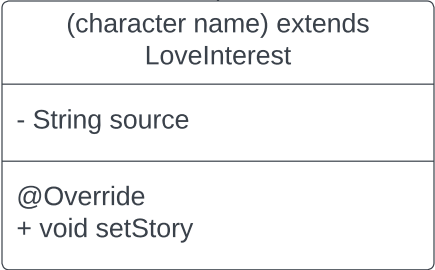 (character name) extends
LoveInterest
- String source
@Override
+ void setStory